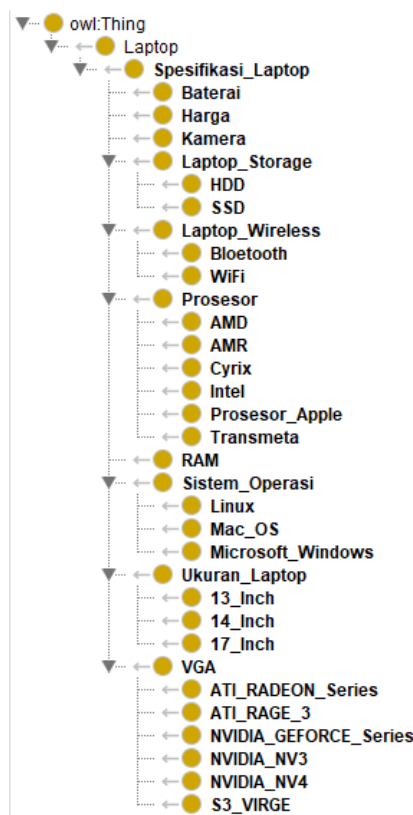 owl:Thing
Laptop
Spesifikasi_Laptop
Baterai
Harga
Kamera
Laptop_Storage
HDD
SSD
Laptop_Wireless
Bloetooth
WiFi
Prosesor
AMD
AMR
Cyrix
Intel
Prosesor_Apple
Transmeta
RAM
Sistem_Operasi
Linux
Mac_OS
Microsoft_Windows
Ukuran_Laptop
13_Inch
14_Inch
17_Inch
VGA
ATI_RADEON_Series
ATI_RAGE_3
NVIDIA_GEFORCE_Series
NVIDIA_NV3
NVIDIA_NV4
S3_VIRGE